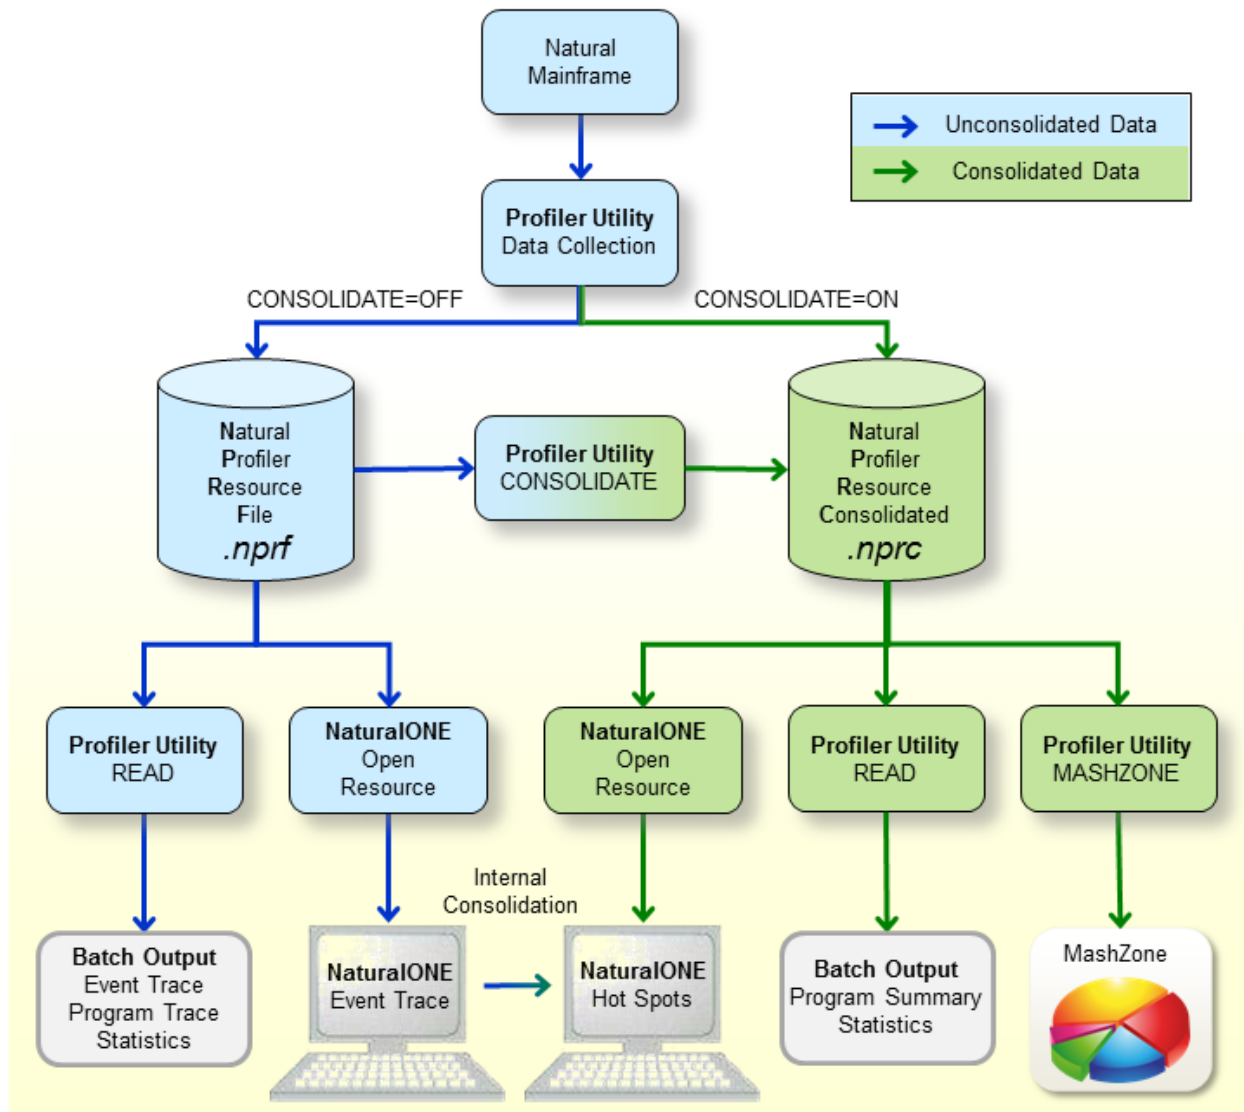 Natural
Mainframe
Unconsolidated Data
Consolidated Data
Profiler Utility
Data Collection
CONSOLIDATE=OFF
CONSOLIDATE=ON
Natural
Profiler
Resource
File
.nprf
Profiler Utility
CONSOLIDATE
Natural
Profiler
Resource
Consolidated
.nprc
Profiler Utility
READ
NaturalONE
Open
Resource
NaturalONE
Open
Resource
Profiler Utility
READ
Profiler Utility
MASHZONE
Internal
Consolidation
Batch Output
Event Trace
Program Trace
Statistics
NaturalONE
Event Trace
NaturalONE
Hot Spots
Batch Output
Program Summary
Statistics
MashZone